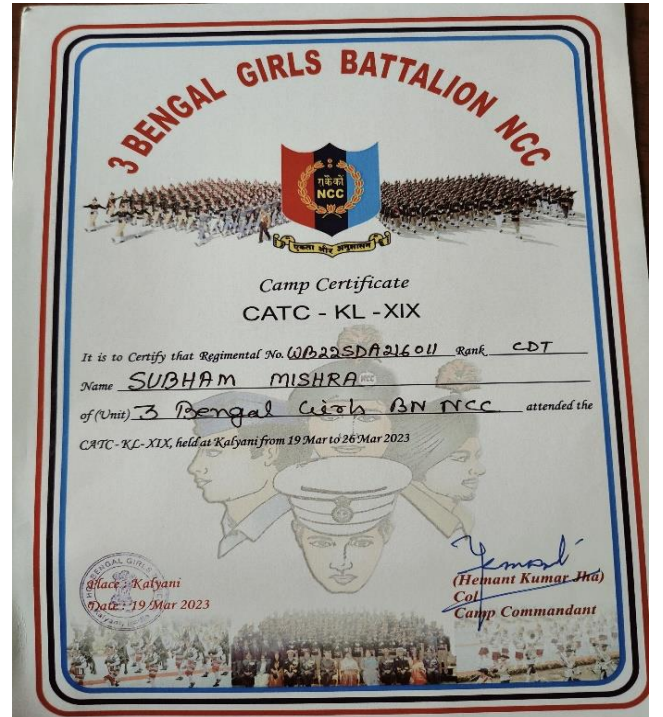 3 BENGAL GIRLS BATTALION NCC
एकता और अनुशासन
NCC
Camp Certificate
CATC - KL -XIX
It is to Certify that Regimental No. WB22SDA216011 Rank CDT
Name SUBHAM MISHRA
of (Unit) 3 Bengal Girls BN NCC attended the
CATC - KL- XIX, held at Kalyani from 19 Mar to 26 Mar 2023
Place : Kalyani
Date : 19 Mar 2023
(Hemant Kumar Jha)
Col
Camp Commandant